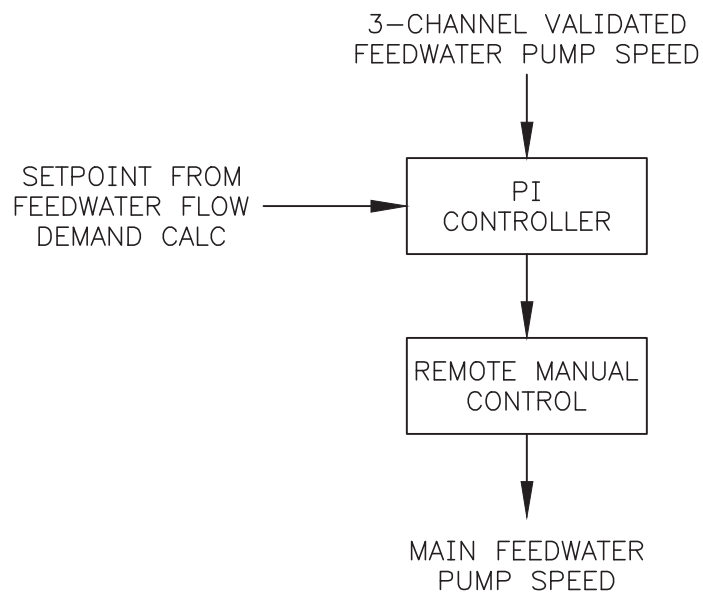 3-CHANNEL VALIDATED
FEEDWATER PUMP SPEED
SETPOINT FROM
FEEDWATER FLOW
DEMAND CALC
PI
CONTROLLER
REMOTE MANUAL
CONTROL
MAIN FEEDWATER
PUMP SPEED